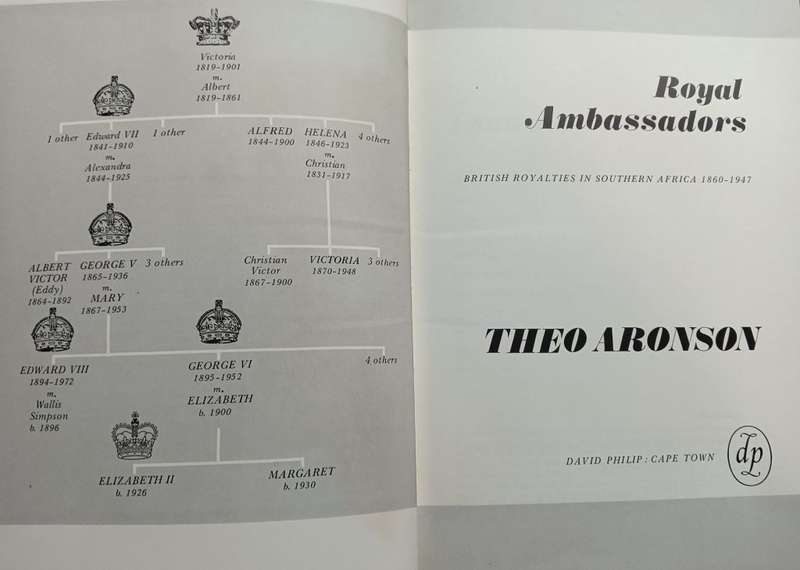 Victoria
1819-1901
m.
Albert
1819-1861
1 other
Edward VII
1841-1910
m.
Alexandra
1844-1925
1 other
ALFRED
1844-1900
HELENA
1846-1923
m.
Christian
1831-1917
4 others
ALBERT
VICTOR
(Eddy)
1864-1892
GEORGE V
1865-1936
m.
MARY
1867-1953
3 others
Christian
Victor
1867-1900
VICTORIA
1870-1948
3 others
EDWARD VIII
1894-1972
m.
Wallis
Simpson
b. 1896
GEORGE VI
1895-1952
m.
ELIZABETH
b. 1900
4 others
ELIZABETH II
b. 1926
MARGARET
b. 1930
Royal
Ambassadors
BRITISH ROYALTIES IN SOUTHERN AFRICA 1860-1947
THEO ARONSON
DAVID PHILIP: CAPE TOWN
dp